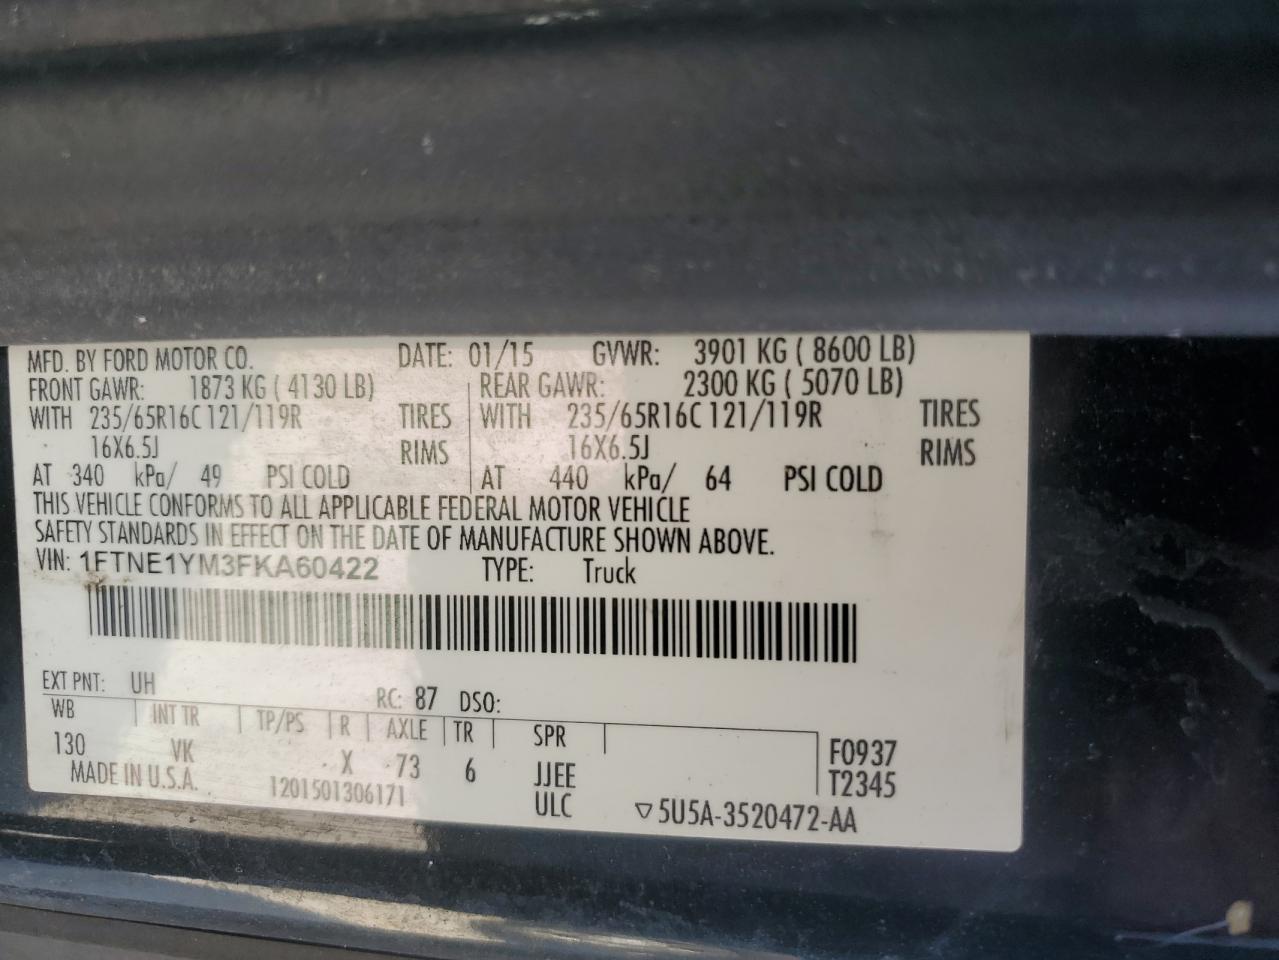 MFD. BY FORD MOTOR CO. DATE: 01/15 GVWR: 3901 KG ( 8600 LB)
FRONT GAWR: 1873 KG ( 4130 LB) REAR GAWR: 2300 KG ( 5070 LB)
WITH 235/65R16C 121/119R TIRES WITH 235/65R16C 121/119R TIRES
16X6.5J RIMS 16X6.5J RIMS
AT 340 kPa/ 49 PSI COLD AT 440 kPa/ 64 PSI COLD
THIS VEHICLE CONFORMS TO ALL APPLICABLE FEDERAL MOTOR VEHICLE
SAFETY STANDARDS IN EFFECT ON THE DATE OF MANUFACTURE SHOWN ABOVE.
VIN: 1FTNE1YM3FKA60422 TYPE: Truck
EXT PNT: UH RC: 87 DSO:
WB INT TR TP/PS R AXLE TR SPR
130 VK X 73 6 JJEE F0937
MADE IN U.S.A. 1201501306171 ULC ▽5U5A-3520472-AA T2345